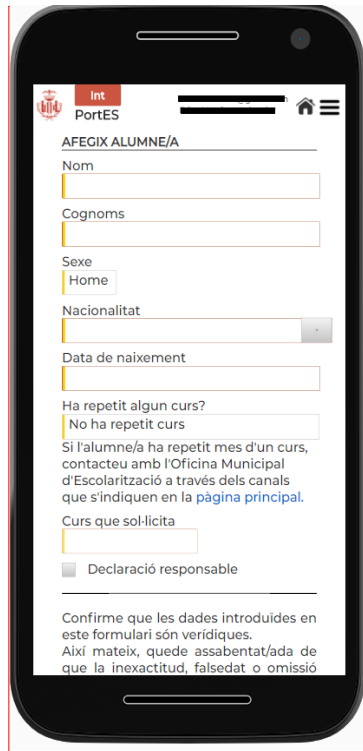 Int
PortES
AFEGIX ALUMNE/A
Nom
Cognoms
Sexe
Home
Nacionalitat
Data de naixement
Ha repetit algun curs?
No ha repetit curs
Si l'alumne/a ha repetit mes d'un curs,
contacteu amb l'Oficina Municipal
d'Escolarització a través dels canals
que s'indiquen en la pàgina principal.
Curs que sol·licita
Declaració responsable
Confirme que les dades introduïdes en
este formulari són verídiques.
Així mateix, quede assabentat/ada de
que la inexactitud, falsedat o omissió